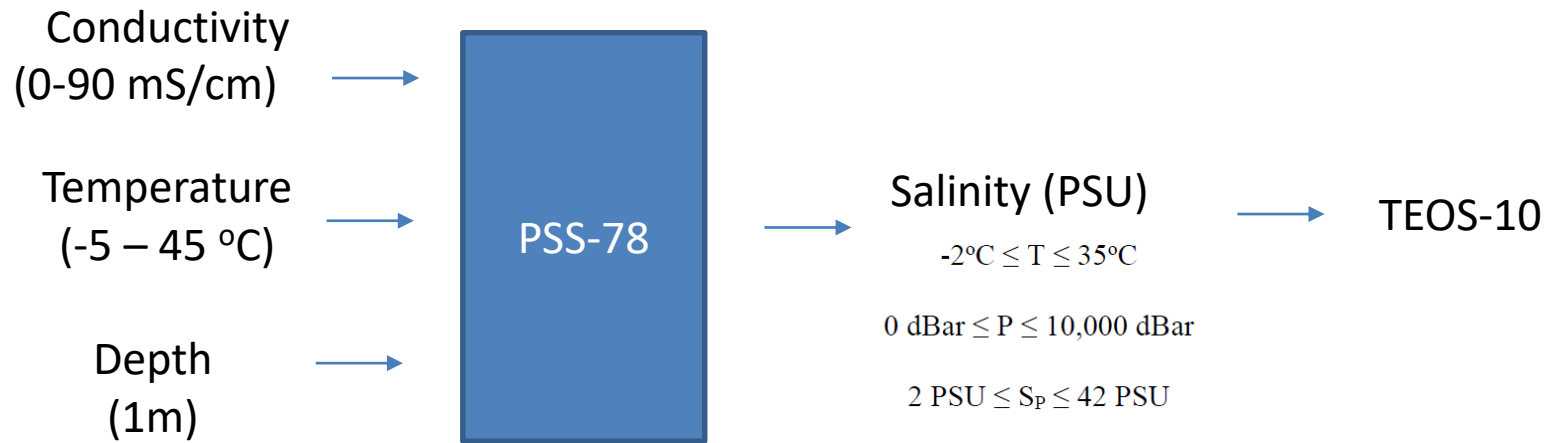 Conductivity
(0-90 mS/cm)
Temperature
(-5 – 45 ºC)
Depth
(1m)
PSS-78
Salinity (PSU)
-2ºC ≤ T ≤ 35ºC
0 dBar ≤ P ≤ 10,000 dBar
2 PSU ≤ Sₚ ≤ 42 PSU
TEOS-10